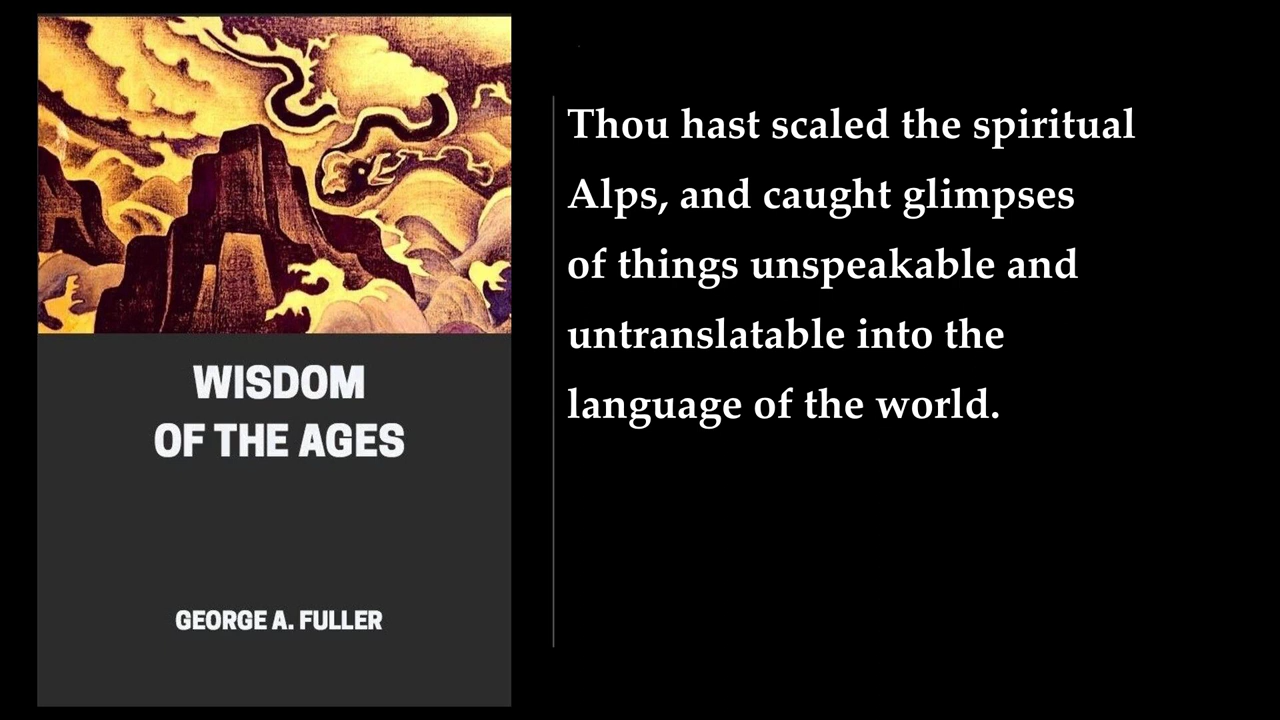 WISDOM
OF THE AGES
GEORGE A. FULLER
Thou hast scaled the spiritual
Alps, and caught glimpses
of things unspeakable and
untranslatable into the
language of the world.